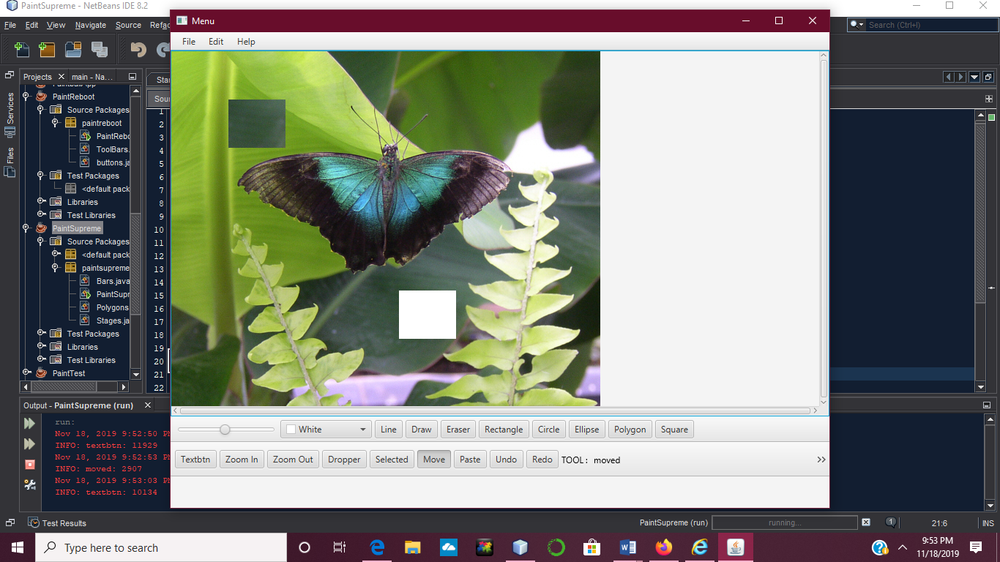 PaintSupreme - NetBeans IDE 8.2
File Edit View Navigate Source Refac
Search (Ctrl+I)
Menu
File Edit Help
Projects
main - Na...
Star
Sour
PaintballApp
PaintReboot
Source Packages
paintreboot
PaintRebo
ToolBars.
buttons.ja
Test Packages
<default pack
Libraries
Test Libraries
PaintSupreme
Source Packages
<default pack
paintsupreme
Bars.java
PaintSupr
Polygons
Stages.ja
Test Packages
Libraries
Test Libraries
PaintTest
Services
Files
1
2
3
4
5
6
7
8
9
10
11
12
13
14
15
16
17
18
19
20
21
22
White Line Draw Eraser Rectangle Circle Ellipse Polygon Square
Textbtn Zoom In Zoom Out Dropper Selected Move Paste Undo Redo TOOL: moved
Output - PaintSupreme (run)
run:
Nov 18, 2019 9:52:50 PM
INFO: textbtn: 11929
Nov 18, 2019 9:52:53 PM
INFO: moved: 2907
Nov 18, 2019 9:53:03 PM
INFO: textbtn: 10134
Test Results
PaintSupreme (run)
running...
1
21:6
INS
Type here to search
9:53 PM
11/18/2019